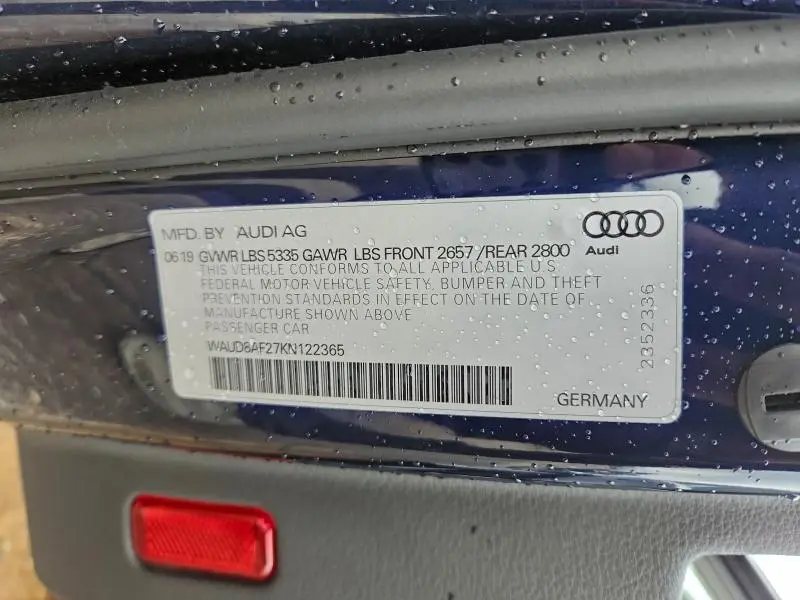 MFD. BY AUDI AG
06 19 GVWR LBS 5335 GAWR LBS FRONT 2657 /REAR 2800
THIS VEHICLE CONFORMS TO ALL APPLICABLE U.S.
FEDERAL MOTOR VEHICLE SAFETY, BUMPER AND THEFT
PREVENTION STANDARDS IN EFFECT ON THE DATE OF
MANUFACTURE SHOWN ABOVE
PASSENGER CAR
WAUD8AF27KN122365
Audi
2352336
GERMANY